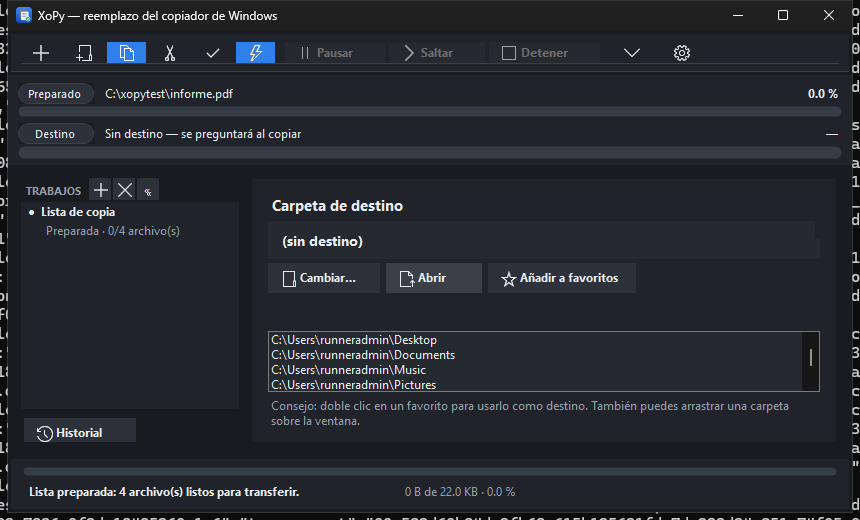 XoPy — reemplazo del copiador de Windows
Pausar
Saltar
Detener
Preparado
C:\xopytest\informe.pdf
0.0 %
Destino
Sin destino — se preguntará al copiar
—
TRABAJOS
Lista de copia
Preparada · 0/4 archivo(s)
Historial
Carpeta de destino
(sin destino)
Cambiar...
Abrir
Añadir a favoritos
C:\Users\runneradmin\Desktop
C:\Users\runneradmin\Documents
C:\Users\runneradmin\Music
C:\Users\runneradmin\Pictures
Consejo: doble clic en un favorito para usarlo como destino. También puedes arrastrar una carpeta
sobre la ventana.
Lista preparada: 4 archivo(s) listos para transferir.
0 B de 22.0 KB · 0.0 %